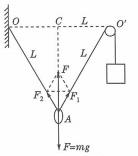 O C L O'
L L
F
F₂ F₁
A
F=mg